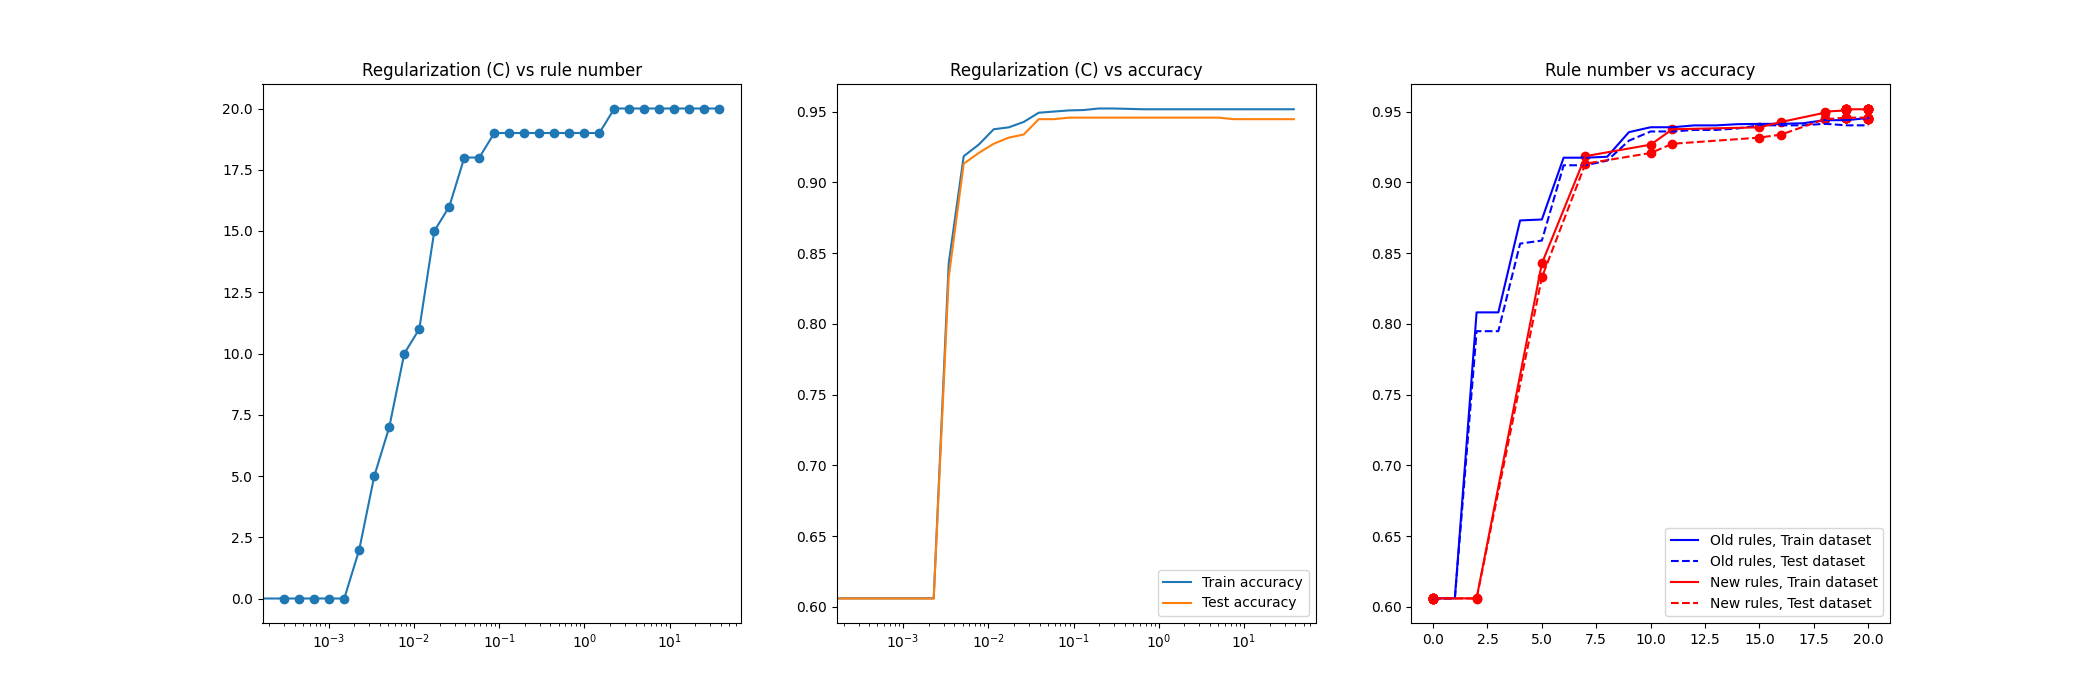 Regularization (C) vs rule number
20.0
17.5
15.0
12.5
10.0
7.5
5.0
2.5
0.0
10⁻³ 10⁻² 10⁻¹ 10⁰ 10¹
Regularization (C) vs accuracy
0.95
0.90
0.85
0.80
0.75
0.70
0.65
0.60
Train accuracy
Test accuracy
10⁻³ 10⁻² 10⁻¹ 10⁰ 10¹
Rule number vs accuracy
0.95
0.90
0.85
0.80
0.75
0.70
0.65
0.60
Old rules, Train dataset
Old rules, Test dataset
New rules, Train dataset
New rules, Test dataset
0.0 2.5 5.0 7.5 10.0 12.5 15.0 17.5 20.0